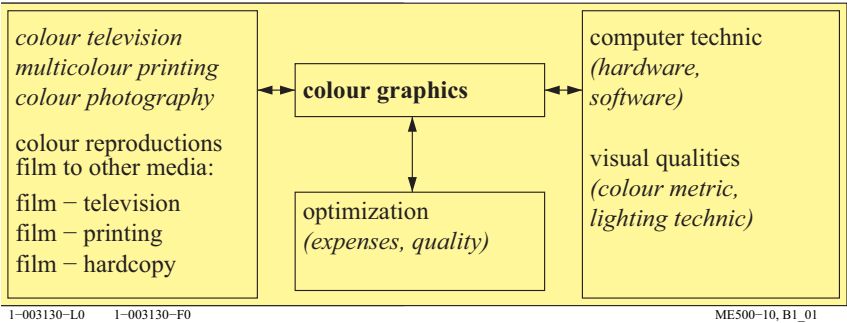 colour television
multicolour printing
colour photography
colour reproductions
film to other media:
film − television
film − printing
film − hardcopy
colour graphics
optimization
(expenses, quality)
computer technic
(hardware,
software)
visual qualities
(colour metric,
lighting technic)
1−003130−L0 1−003130−F0
ME500−10, B1_01